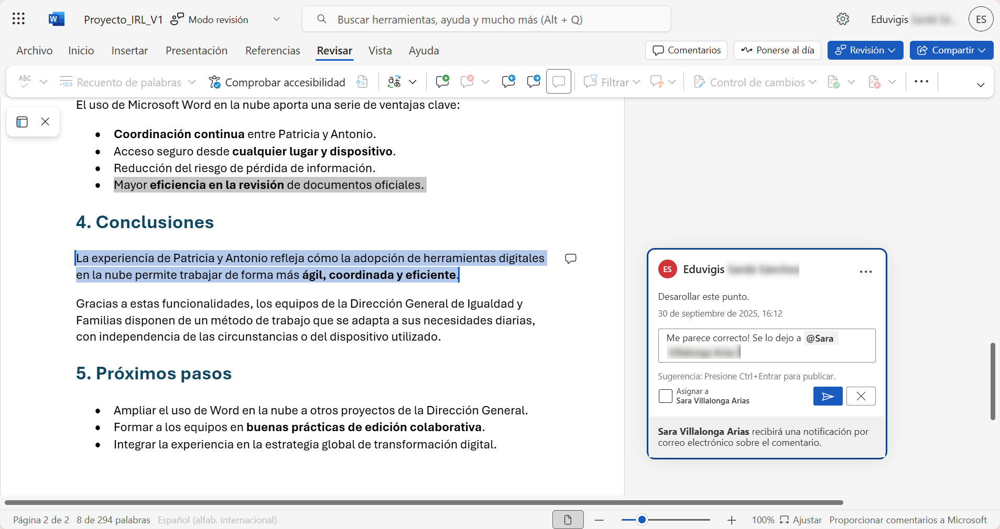 Proyecto_IRL_V1 Modo revisión
Buscar herramientas, ayuda y mucho más (Alt + Q)
Eduvigis
ES
Archivo Inicio Insertar Presentación Referencias Revisar Vista Ayuda
Comentarios Ponerse al día Revisión Compartir
ABC Recuento de palabras Comprobar accesibilidad Filtrar Control de cambios
El uso de Microsoft Word en la nube aporta una serie de ventajas clave:
• Coordinación continua entre Patricia y Antonio.
• Acceso seguro desde cualquier lugar y dispositivo.
• Reducción del riesgo de pérdida de información.
• Mayor eficiencia en la revisión de documentos oficiales.
4. Conclusiones
La experiencia de Patricia y Antonio refleja cómo la adopción de herramientas digitales
en la nube permite trabajar de forma más ágil, coordinada y eficiente.
Gracias a estas funcionalidades, los equipos de la Dirección General de Igualdad y
Familias disponen de un método de trabajo que se adapta a sus necesidades diarias,
con independencia de las circunstancias o del dispositivo utilizado.
5. Próximos pasos
• Ampliar el uso de Word en la nube a otros proyectos de la Dirección General.
• Formar a los equipos en buenas prácticas de edición colaborativa.
• Integrar la experiencia en la estrategia global de transformación digital.
ES Eduvigis
Desarollar este punto.
30 de septiembre de 2025, 16:12
Me parece correcto! Se lo dejo a @Sara
Sugerencia: Presione Ctrl+Entrar para publicar.
Asignar a
Sara Villalonga Arias
Sara Villalonga Arias recibirá una notificación por
correo electrónico sobre el comentario.
Página 2 de 2 8 de 294 palabras Español (alfab. internacional)
100% Ajustar Proporcionar comentarios a Microsoft